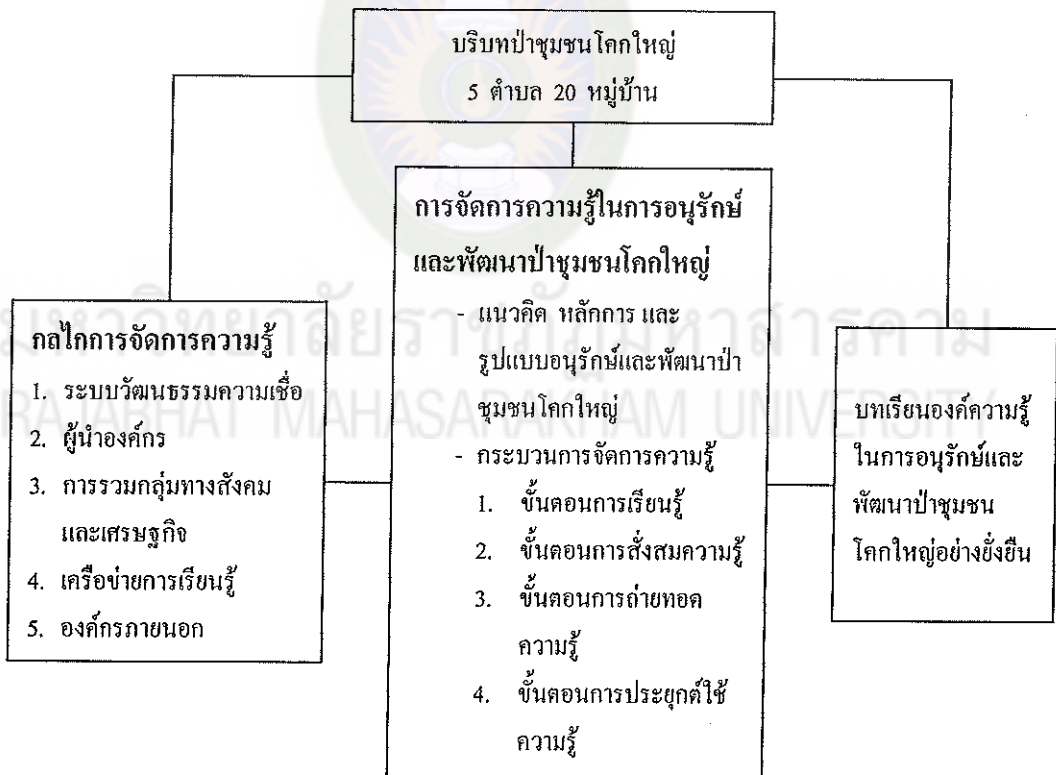 บริบทป่าชุมชนโคกใหญ่
5 ตำบล 20 หมู่บ้าน
การจัดการความรู้ในการอนุรักษ์
และพัฒนาป่าชุมชนโคกใหญ่
- แนวคิด หลักการ และ
รูปแบบอนุรักษ์และพัฒนาป่า
ชุมชนโคกใหญ่
- กระบวนการจัดการความรู้
1. ขั้นตอนการเรียนรู้
2. ขั้นตอนการสั่งสมความรู้
3. ขั้นตอนการถ่ายทอด
ความรู้
4. ขั้นตอนการประยุกต์ใช้
ความรู้
กลไกการจัดการความรู้
1. ระบบวัฒนธรรมความเชื่อ
2. ผู้นำองค์กร
3. การรวมกลุ่มทางสังคม
และเศรษฐกิจ
4. เครือข่ายการเรียนรู้
5. องค์กรภายนอก
บทเรียนองค์ความรู้
ในการอนุรักษ์และ
พัฒนาป่าชุมชน
โคกใหญ่อย่างยั่งยืน
มหาวิทยาลัยราชภัฏมหาสารคาม
RAJABHAT MAHASARAKHAM UNIVERSITY